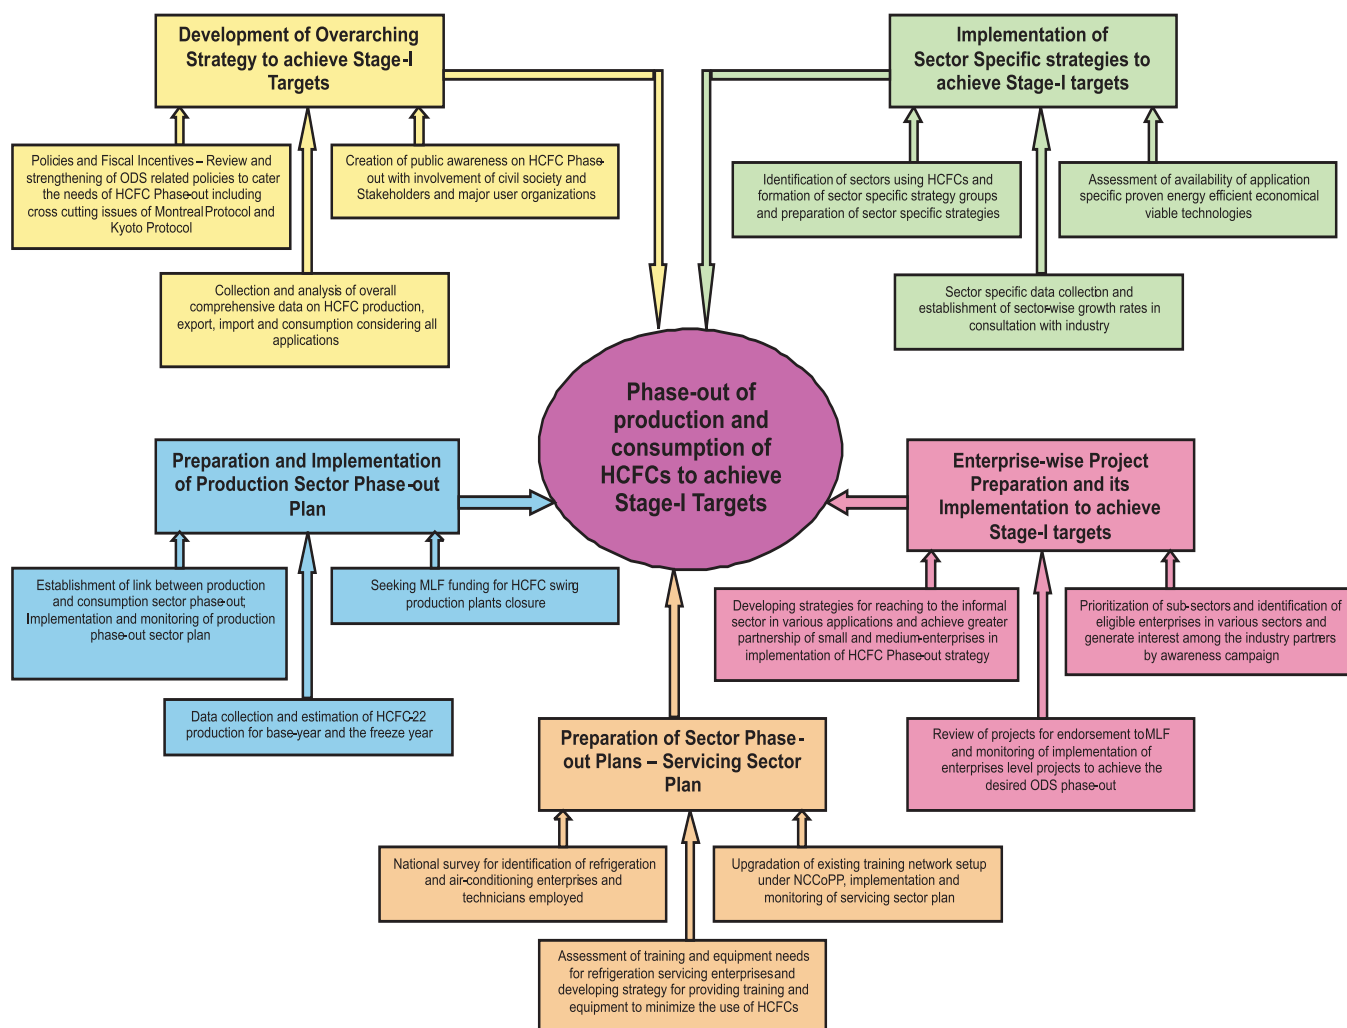 Development of Overarching
Strategy to achieve Stage-I
Targets
Policies and Fiscal Incentives – Review and
strengthening of ODS related policies to cater
the needs of HCFC Phase-out including
cross cutting issues of Montreal Protocol and
Kyoto Protocol
Creation of public awareness on HCFC Phase-
out with involvement of civil society and
Stakeholders and major user organizations
Collection and analysis of overall
comprehensive data on HCFC production,
export, import and consumption considering all
applications
Implementation of
Sector Specific strategies to
achieve Stage-I targets
Identification of sectors using HCFCs and
formation of sector specific strategy groups
and preparation of sector specific strategies
Assessment of availability of application
specific proven energy efficient economical
viable technologies
Sector specific data collection and
establishment of sector-wise growth rates in
consultation with industry
Phase-out of
production and
consumption of
HCFCs to achieve
Stage-I Targets
Preparation and Implementation
of Production Sector Phase-out
Plan
Establishment of link between production
and consumption sector phase-out;
Implementation and monitoring of production
phase-out sector plan
Seeking MLF funding for HCFC swing
production plants closure
Data collection and estimation of HCFC-22
production for base-year and the freeze year
Enterprise-wise Project
Preparation and its
Implementation to achieve
Stage-I targets
Developing strategies for reaching to the informal
sector in various applications and achieve greater
partnership of small and medium-enterprises in
implementation of HCFC Phase-out strategy
Prioritization of sub-sectors and identification of
eligible enterprises in various sectors and
generate interest among the industry partners
by awareness campaign
Review of projects for endorsement to MLF
and monitoring of implementation of
enterprises level projects to achieve the
desired ODS phase-out
Preparation of Sector Phase-
out Plans – Servicing Sector
Plan
National survey for identification of refrigeration
and air-conditioning enterprises and
technicians employed
Upgradation of existing training network setup
under NCCoPP, implementation and
monitoring of servicing sector plan
Assessment of training and equipment needs
for refrigeration servicing enterprises and
developing strategy for providing training and
equipment to minimize the use of HCFCs